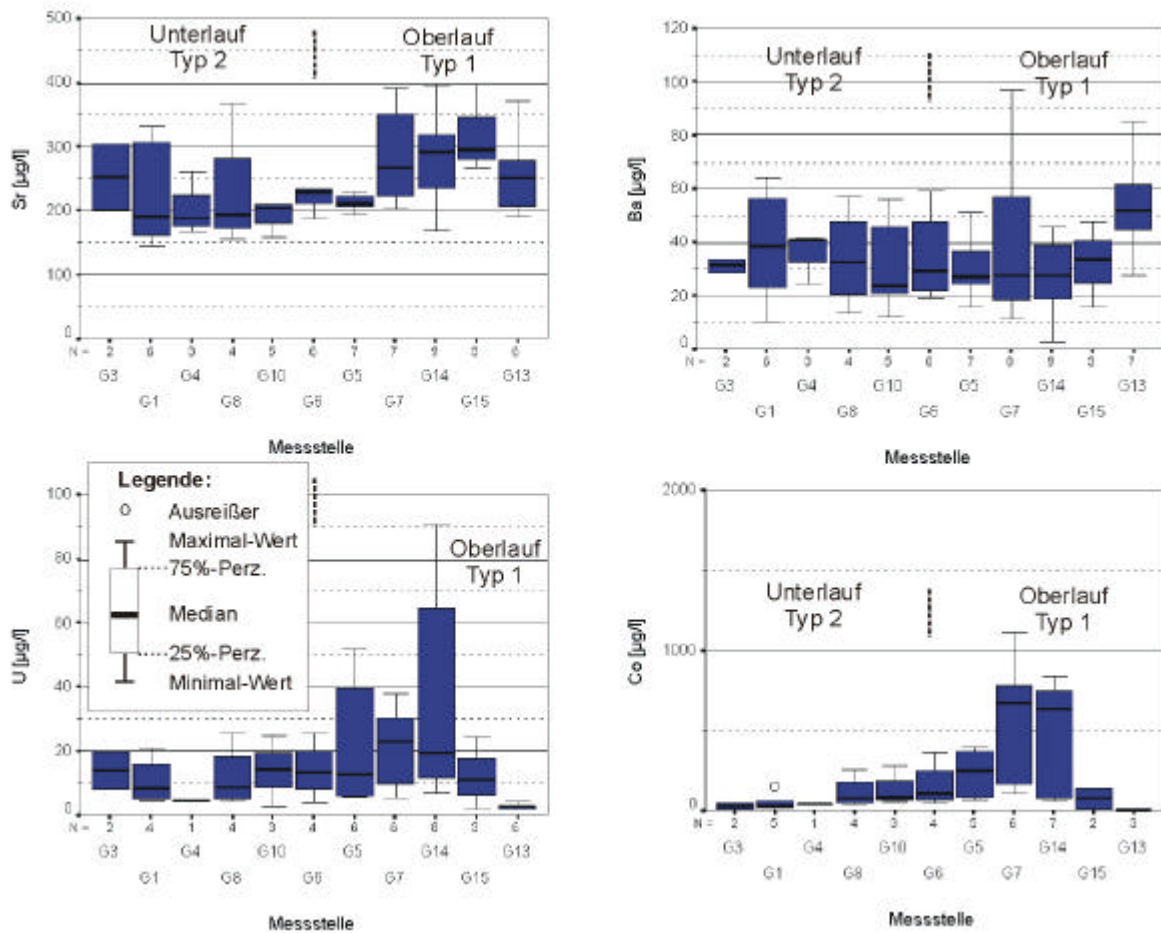 500
400
300
200
100
0
Sr [µg/l]
Unterlauf
Typ 2
Oberlauf
Typ 1
N =
2 6 3 4 5 6 7 7 9 6
G3 G4 G10 G5 G14 G13
G1 G8 G6 G7 G15
Messstelle
120
100
80
60
40
20
0
Ba [µg/l]
Unterlauf
Typ 2
Oberlauf
Typ 1
N =
2 6 4 5 6 7 9 7
G3 G4 G10 G5 G14 G13
G1 G8 G6 G7 G15
Messstelle
100
80
60
40
20
0
U [µg/l]
Legende:
Ausreißer
Maximal-Wert
75%-Perz.
Median
25%-Perz.
Minimal-Wert
Oberlauf
Typ 1
N =
2 4 1 3 3 4 6 6 6
G3 G4 G10 G5 G14 G13
G1 G8 G6 G7 G15
Messstelle
2000
1000
0
Co [µg/l]
Unterlauf
Typ 2
Oberlauf
Typ 1
N =
2 5 1 4 3 4 5 6 7 2 3
G3 G4 G10 G5 G14 G13
G1 G8 G6 G7 G15
Messstelle